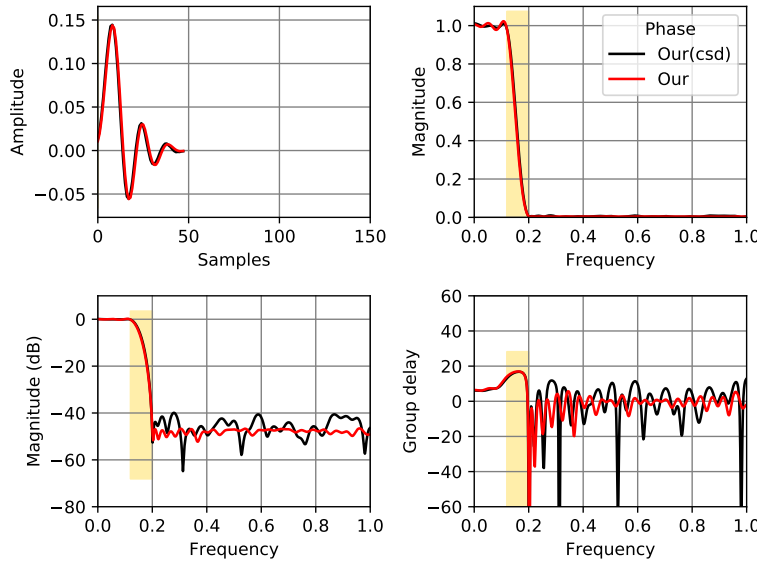 0.15
0.10
0.05
0.00
−0.05
Amplitude
0 50 100 150
Samples
1.0
0.8
0.6
0.4
0.2
0.0
Magnitude
Phase
Our(csd)
Our
0.0 0.2 0.4 0.6 0.8 1.0
Frequency
0
−20
−40
−60
−80
Magnitude (dB)
0.0 0.2 0.4 0.6 0.8 1.0
Frequency
60
40
20
0
−20
−40
−60
Group delay
0.0 0.2 0.4 0.6 0.8 1.0
Frequency